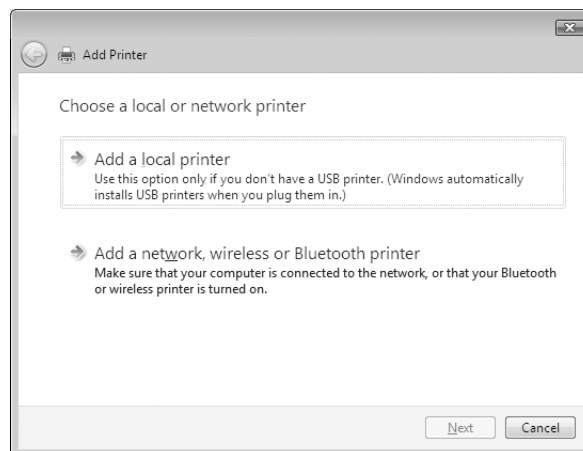 Add Printer
Choose a local or network printer
Add a local printer
Use this option only if you don't have a USB printer. (Windows automatically
installs USB printers when you plug them in.)
Add a network, wireless or Bluetooth printer
Make sure that your computer is connected to the network, or that your Bluetooth
or wireless printer is turned on.
Next Cancel